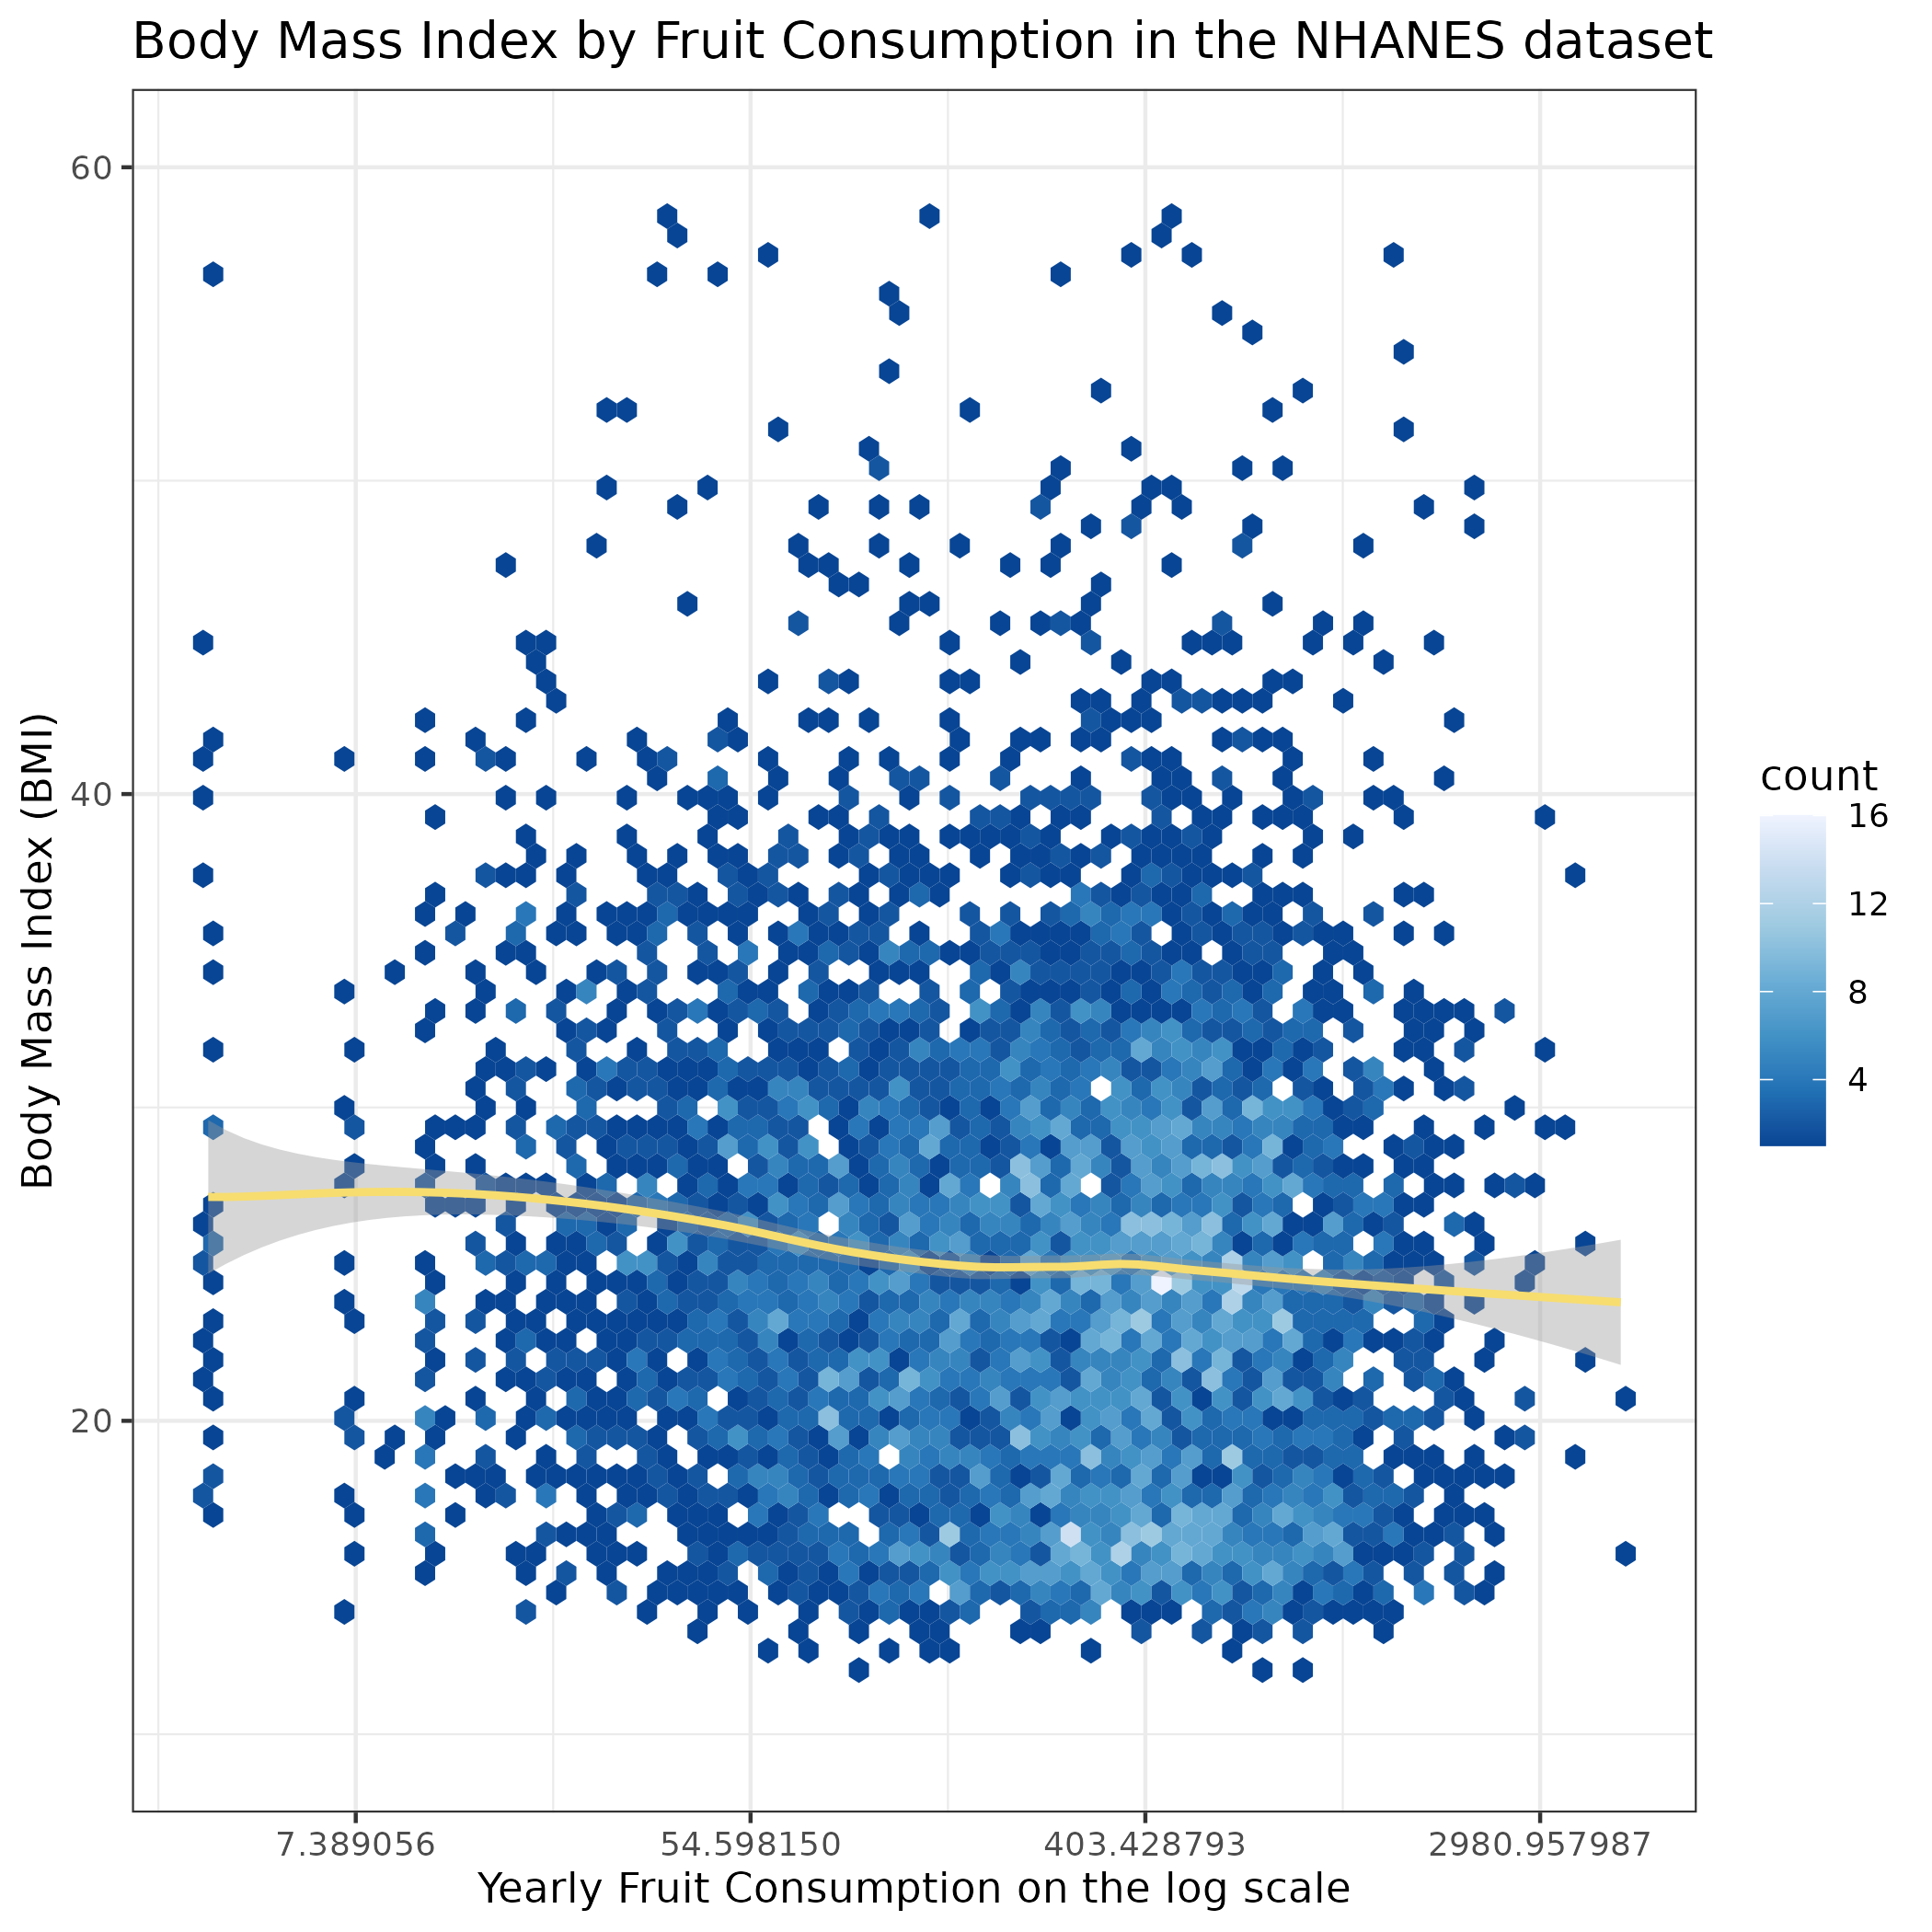 Body Mass Index by Fruit Consumption in the NHANES dataset
60
40
20
Body Mass Index (BMI)
7.389056 54.598150 403.428793 2980.957987
Yearly Fruit Consumption on the log scale
count
16
12
8
4